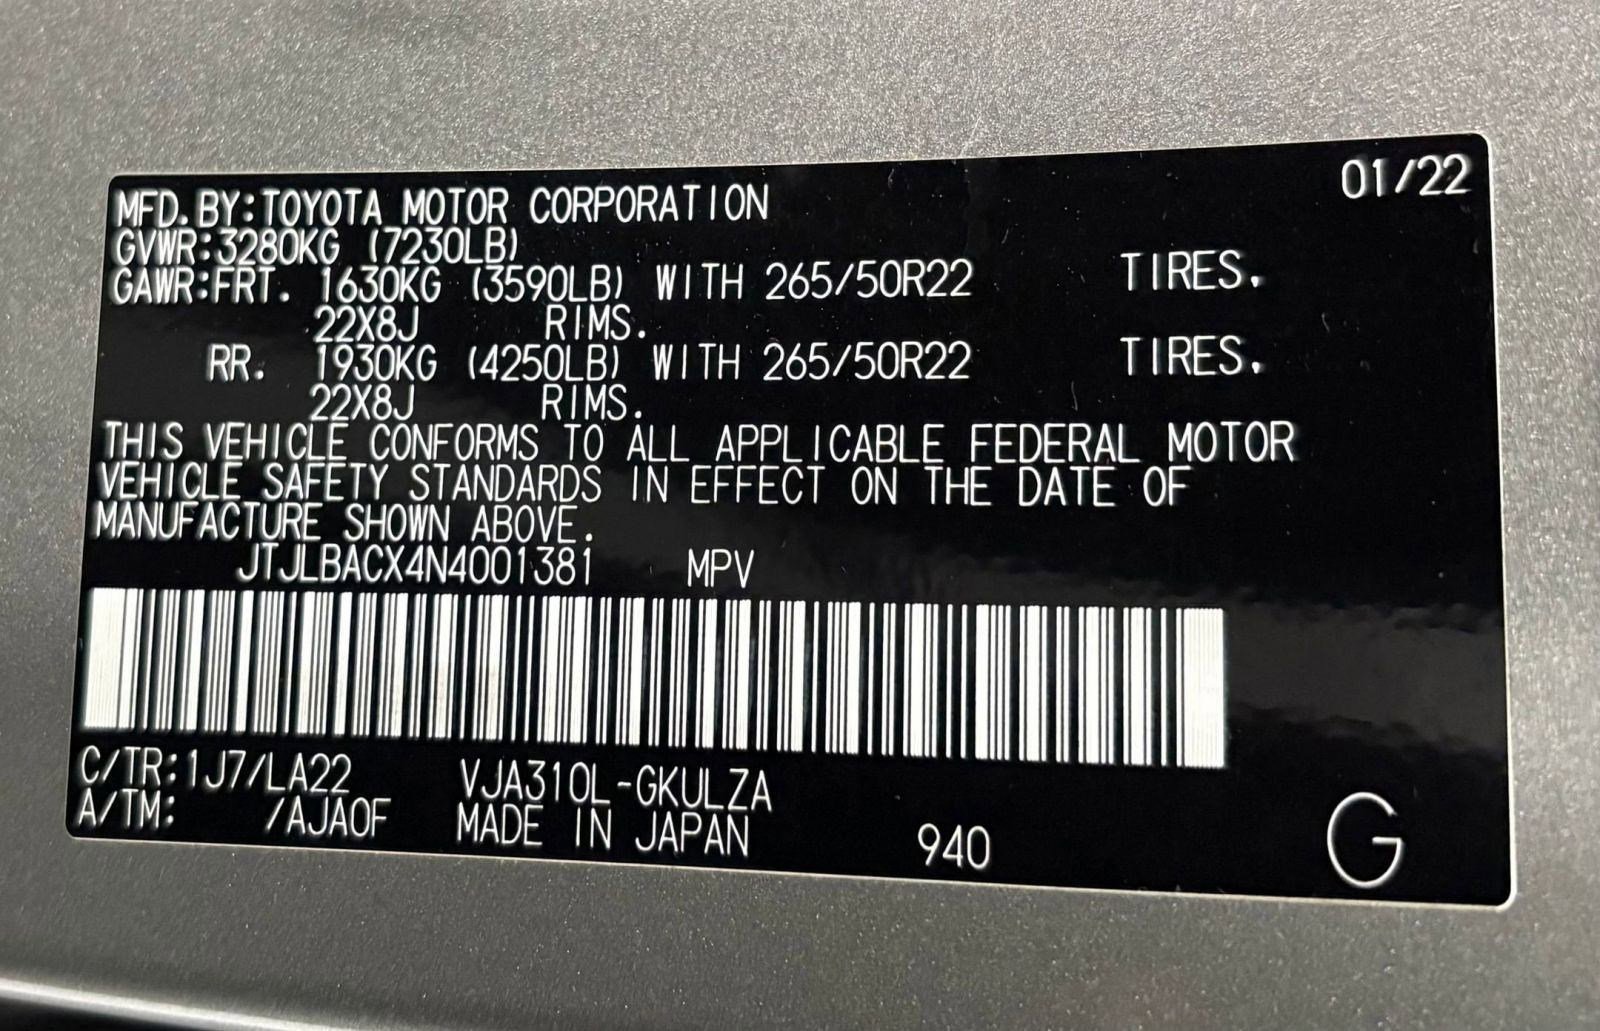 01/22
MFD.BY:TOYOTA MOTOR CORPORATION
GVWR:3280KG (7230LB)
GAWR:FRT. 1630KG (3590LB) WITH 265/50R22 TIRES.
22X8J RIMS.
RR. 1930KG (4250LB) WITH 265/50R22 TIRES.
22X8J RIMS.
THIS VEHICLE CONFORMS TO ALL APPLICABLE FEDERAL MOTOR
VEHICLE SAFETY STANDARDS IN EFFECT ON THE DATE OF
MANUFACTURE SHOWN ABOVE.
JTJLBACX4N4001381 MPV
C/TR:1J7/LA22 VJA310L-GKULZA
A/TM: /AJA0F MADE IN JAPAN 940 G